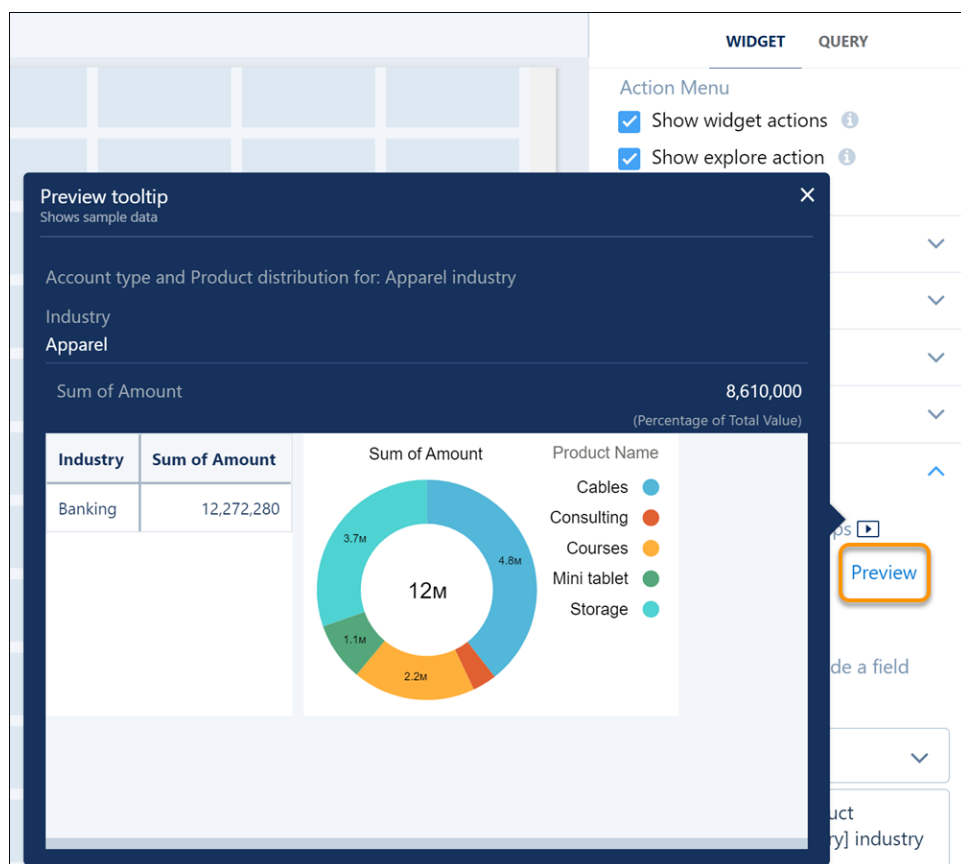 WIDGET QUERY
Action Menu
Show widget actions
Show explore action
Preview tooltip
Shows sample data
Account type and Product distribution for: Apparel industry
Industry
Apparel
Sum of Amount 8,610,000
(Percentage of Total Value)
Industry Sum of Amount
Banking 12,272,280
Sum of Amount
Product Name
Cables
Consulting
Courses
Mini tablet
Storage
3.7M
4.8M
12M
1.1M
2.2M
ps
Preview
de a field
uct
ry] industry